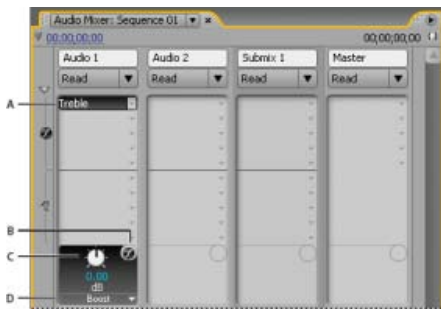 Audio Mixer: Sequence 01
00;00;00;00 00;00;00;00
Audio 1 Audio 2 Submix 1 Master
Read Read Read Read
A Treble
B
C
0.00
dB
D Boost